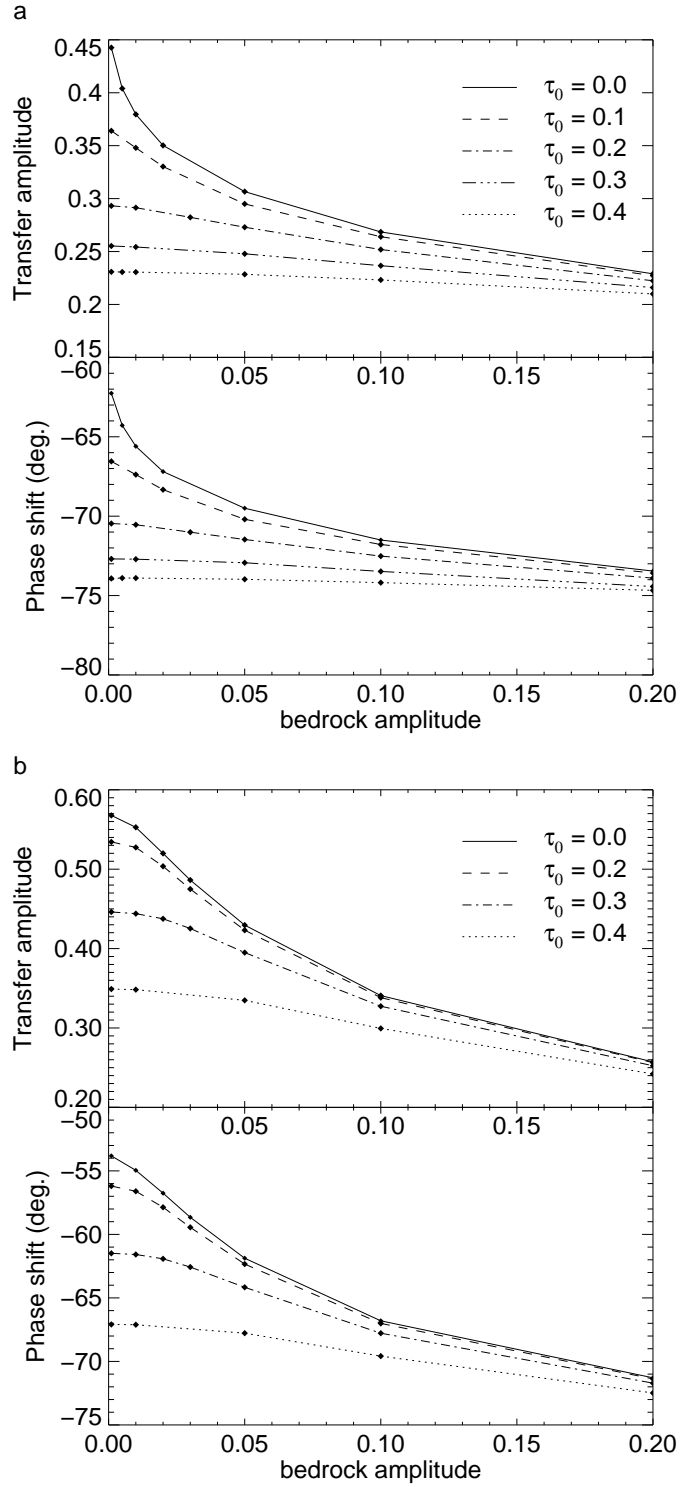 a
0.45
0.4
0.35
0.3
0.25
0.2
0.15
Transfer amplitude
τ₀ = 0.0
τ₀ = 0.1
τ₀ = 0.2
τ₀ = 0.3
τ₀ = 0.4
0.05 0.10 0.15
−60
−65
−70
−75
−80
Phase shift (deg.)
0.00 0.05 0.10 0.15 0.20
bedrock amplitude
b
0.60
0.50
0.40
0.30
0.20
Transfer amplitude
τ₀ = 0.0
τ₀ = 0.2
τ₀ = 0.3
τ₀ = 0.4
0.05 0.10 0.15
−50
−55
−60
−65
−70
−75
Phase shift (deg.)
0.00 0.05 0.10 0.15 0.20
bedrock amplitude